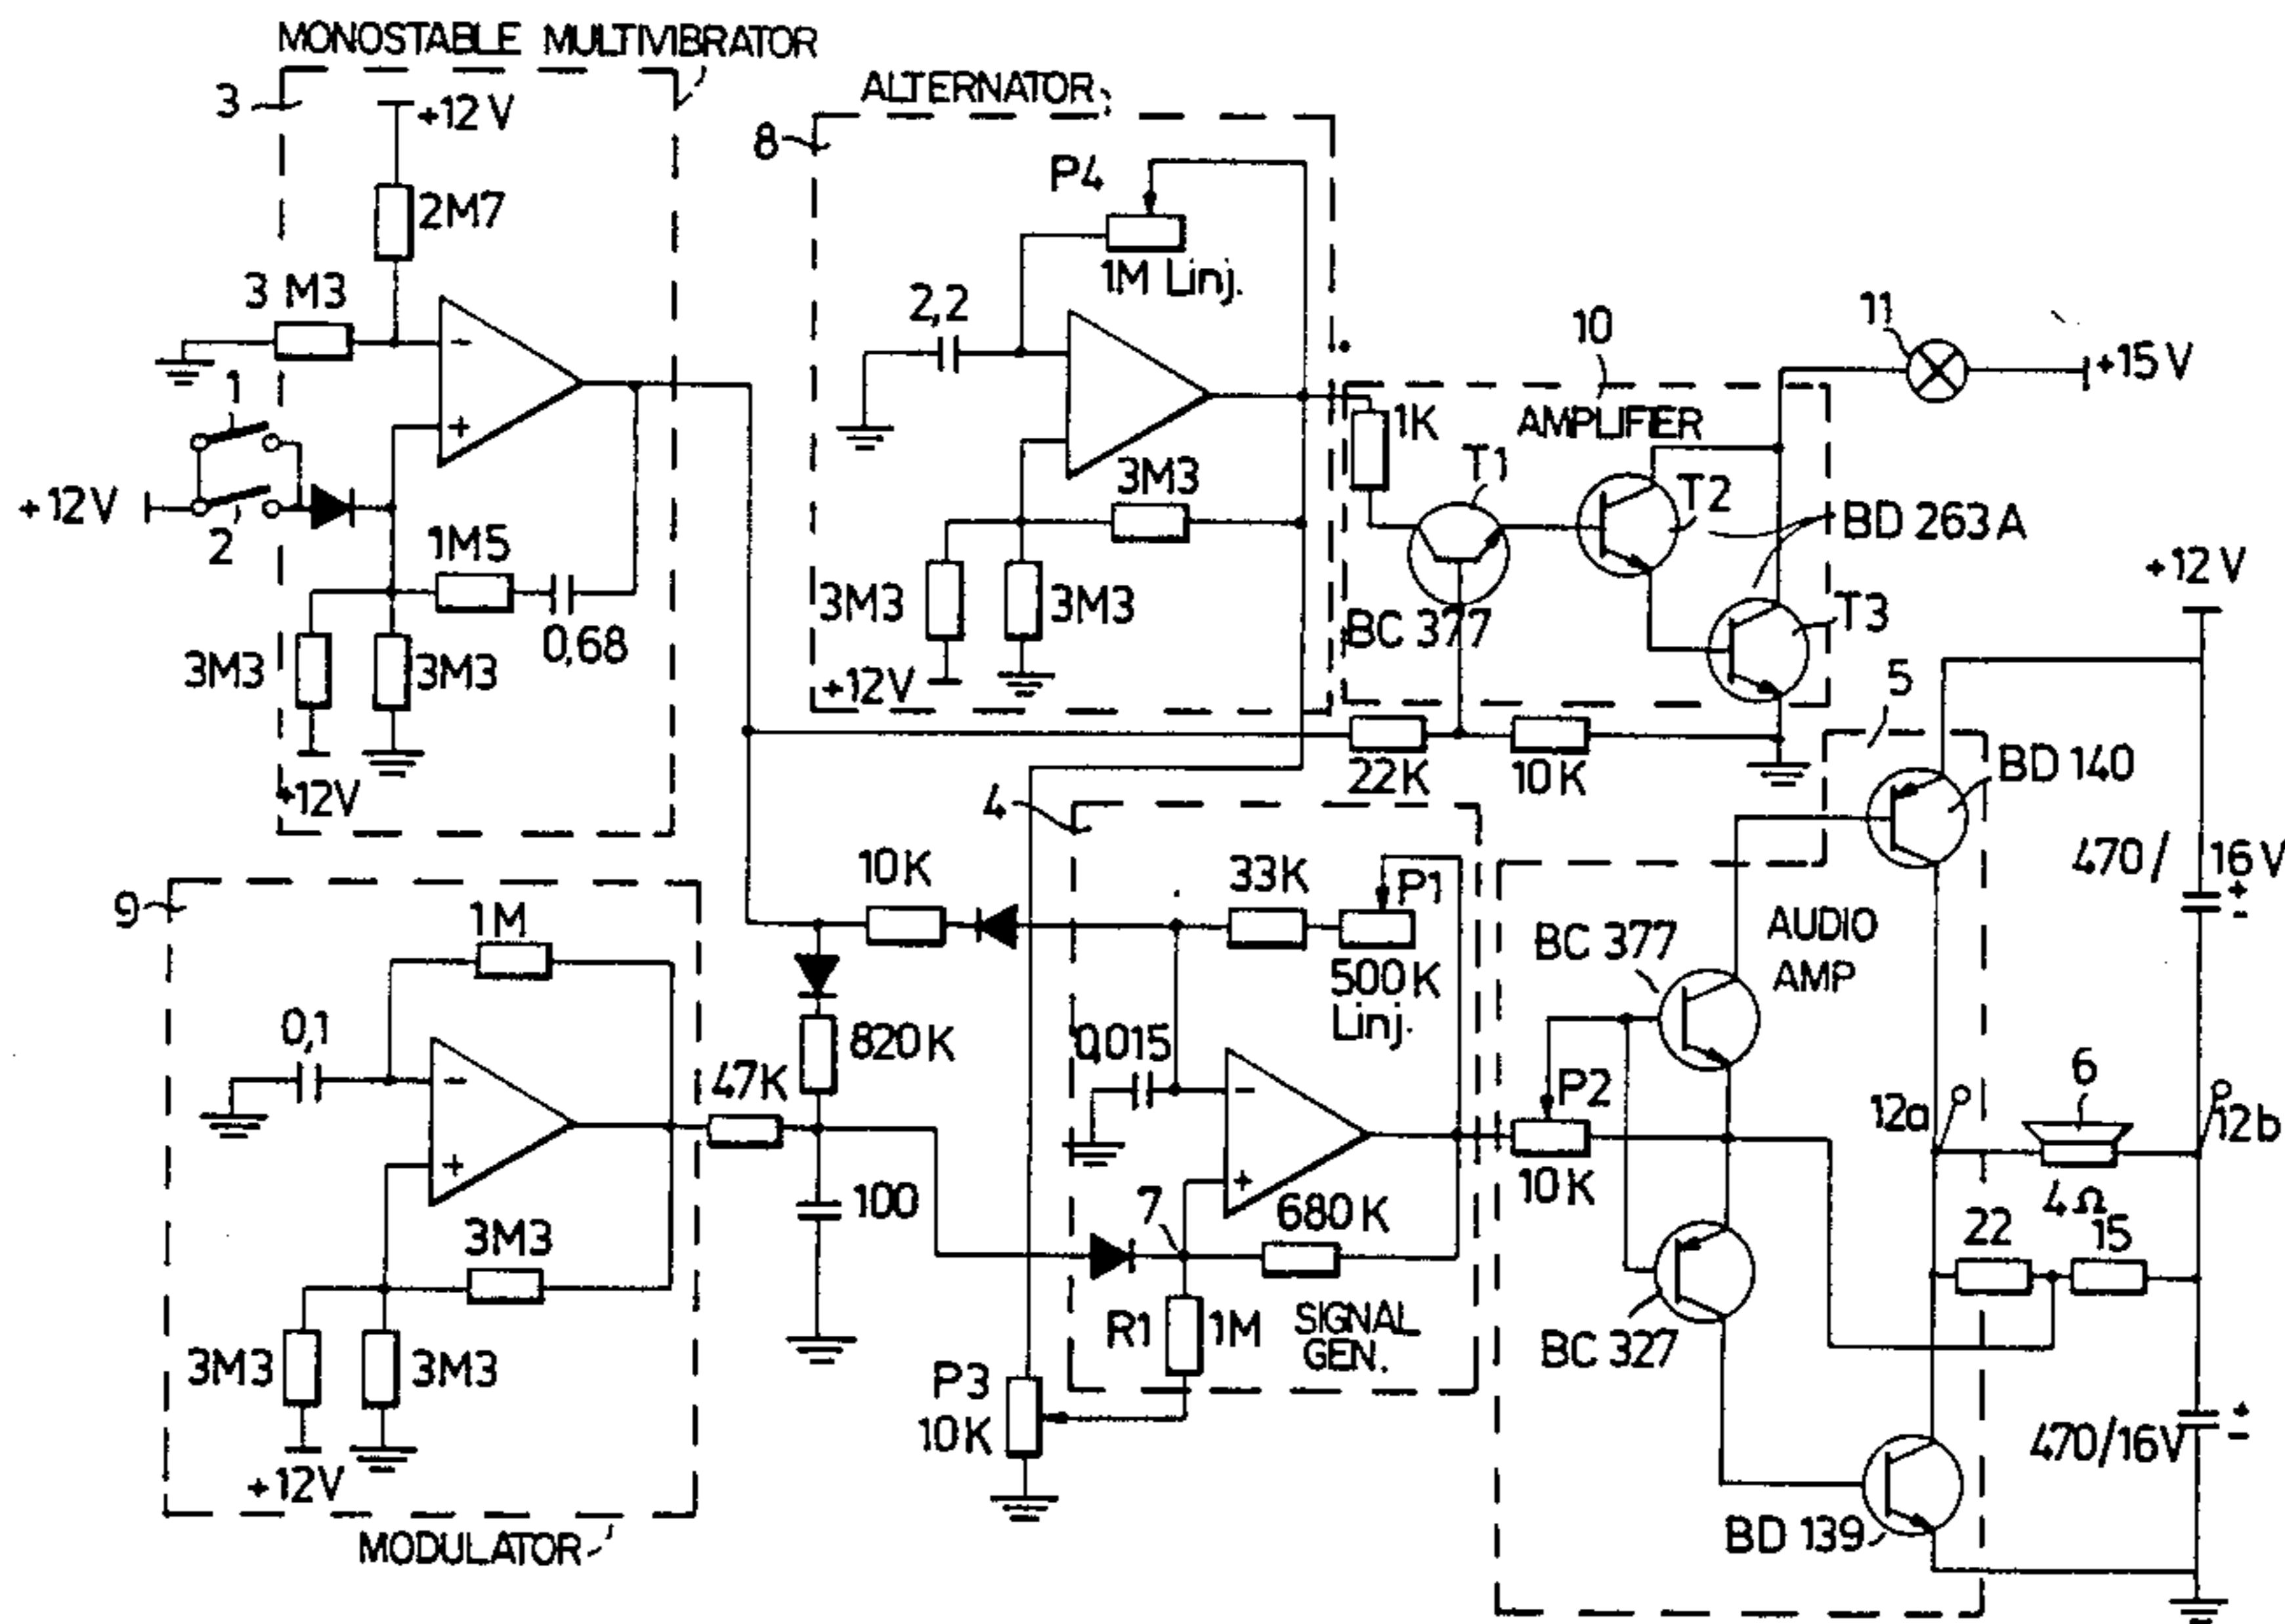 MONOSTABLE MULTIVIBRATOR
3
+12V
2M7
3 M3
-
+
1
+12V
2
1M5
0,68
3M3
3M3
+12V
ALTERNATOR
8
P4
1M Linj.
2,2
3M3
3M3
3M3
+12V
10
AMPLIFIER
1K
T1
T2
BD 263A
T3
BC 377
11
+15V
22K
10K
9
1M
0,1
-
+
3M3
3M3
3M3
+12V
MODULATOR
10K
820K
47K
100
4
33K
P1
500K
Linj.
0,015
-
+
7
680K
R1
1M
SIGNAL
GEN.
P3
10K
5
BD 140
+12V
470/ 16V
+
-
AUDIO
AMP
BC 377
P2
10K
BC 327
12a
6
12b
4Ω
22
15
470/16V
+
-
BD 139